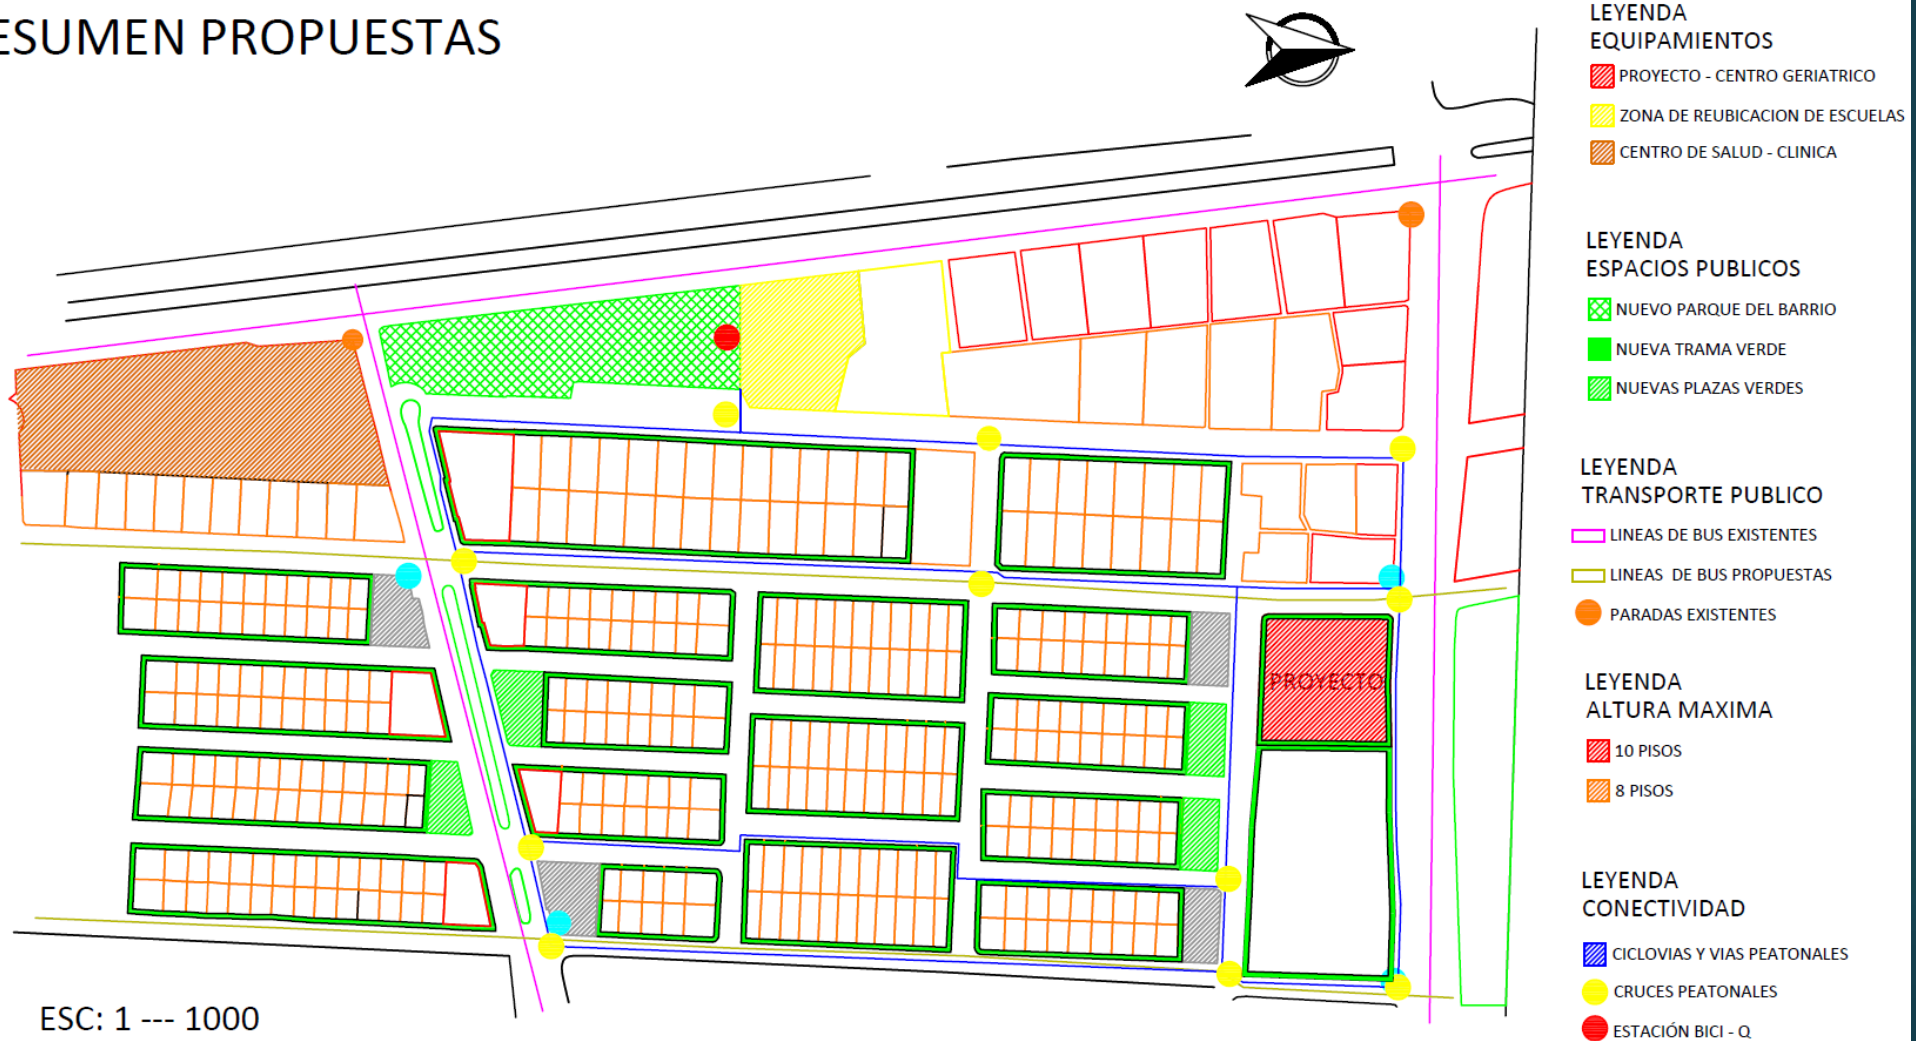 ESUMEN PROPUESTAS
LEYENDA
EQUIPAMIENTOS
PROYECTO - CENTRO GERIATRICO
ZONA DE REUBICACION DE ESCUELAS
CENTRO DE SALUD - CLINICA
LEYENDA
ESPACIOS PUBLICOS
NUEVO PARQUE DEL BARRIO
NUEVA TRAMA VERDE
NUEVAS PLAZAS VERDES
LEYENDA
TRANSPORTE PUBLICO
LINEAS DE BUS EXISTENTES
LINEAS DE BUS PROPUESTAS
PARADAS EXISTENTES
LEYENDA
ALTURA MAXIMA
10 PISOS
8 PISOS
LEYENDA
CONECTIVIDAD
CICLOVIAS Y VIAS PEATONALES
CRUCES PEATONALES
ESTACIÓN BICI - Q
PROYECTO
ESC: 1 --- 1000